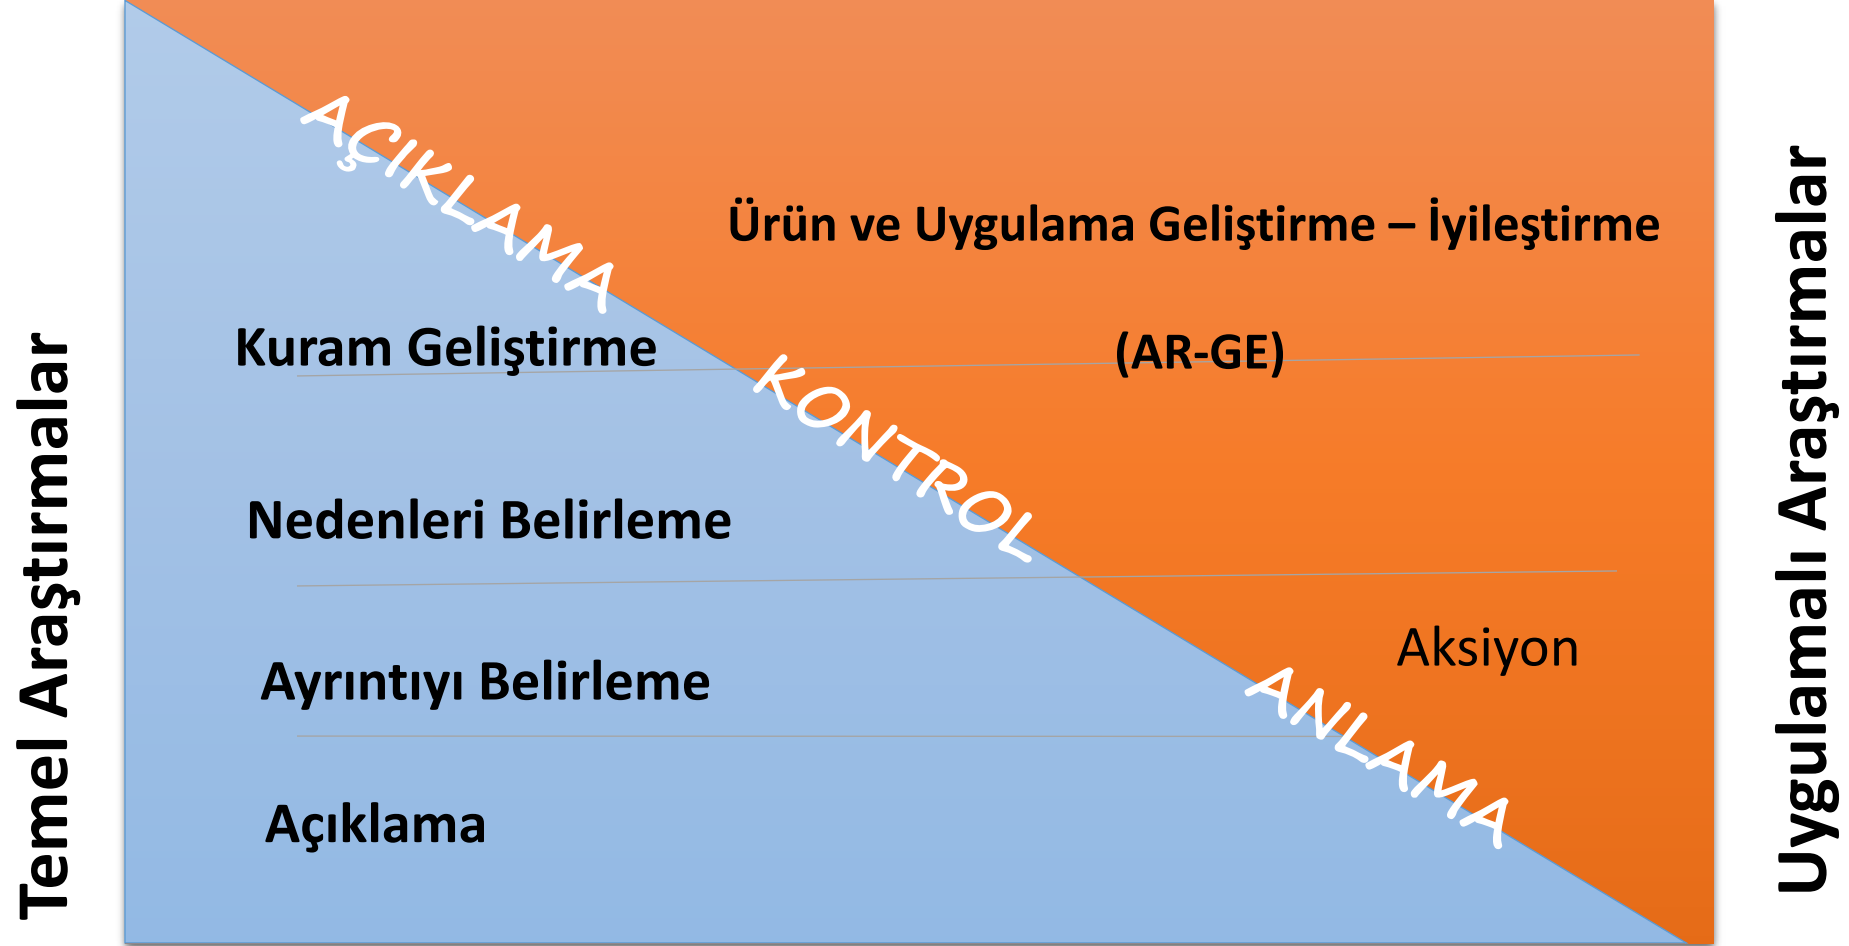 Temel Araştırmalar
AÇIKLAMA
KONTROL
ANLAMA
Kuram Geliştirme
Nedenleri Belirleme
Ayrıntıyı Belirleme
Açıklama
Ürün ve Uygulama Geliştirme – İyileştirme
(AR-GE)
Aksiyon
Uygulamalı Araştırmalar